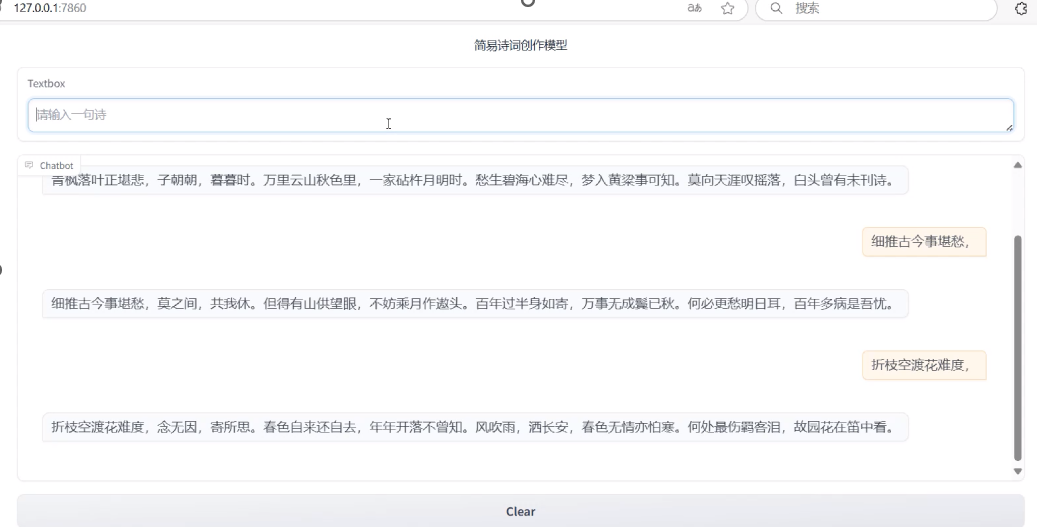 127.0.0.1:7860
aあ
搜索
简易诗词创作模型
Textbox
请输入一句诗
Chatbot
青枫落叶正堪悲，子朝朝，暮暮时。万里云山秋色里，一家砧杵月明时。愁生碧海心难尽，梦入黄梁事可知。莫向天涯叹摇落，白头曾有未刊诗。
细推古今事堪愁，
细推古今事堪愁，莫之间，共我休。但得有山供望眼，不妨乘月作遨头。百年过半身如寄，万事无成鬓已秋。何必更愁明日耳，百年多病是吾忧。
折枝空渡花难度，
折枝空渡花难度，念无因，寄所思。春色自来还自去，年年开落不曾知。风吹雨，洒长安，春色无情亦怕寒。何处最伤羁客泪，故园花在笛中看。
Clear